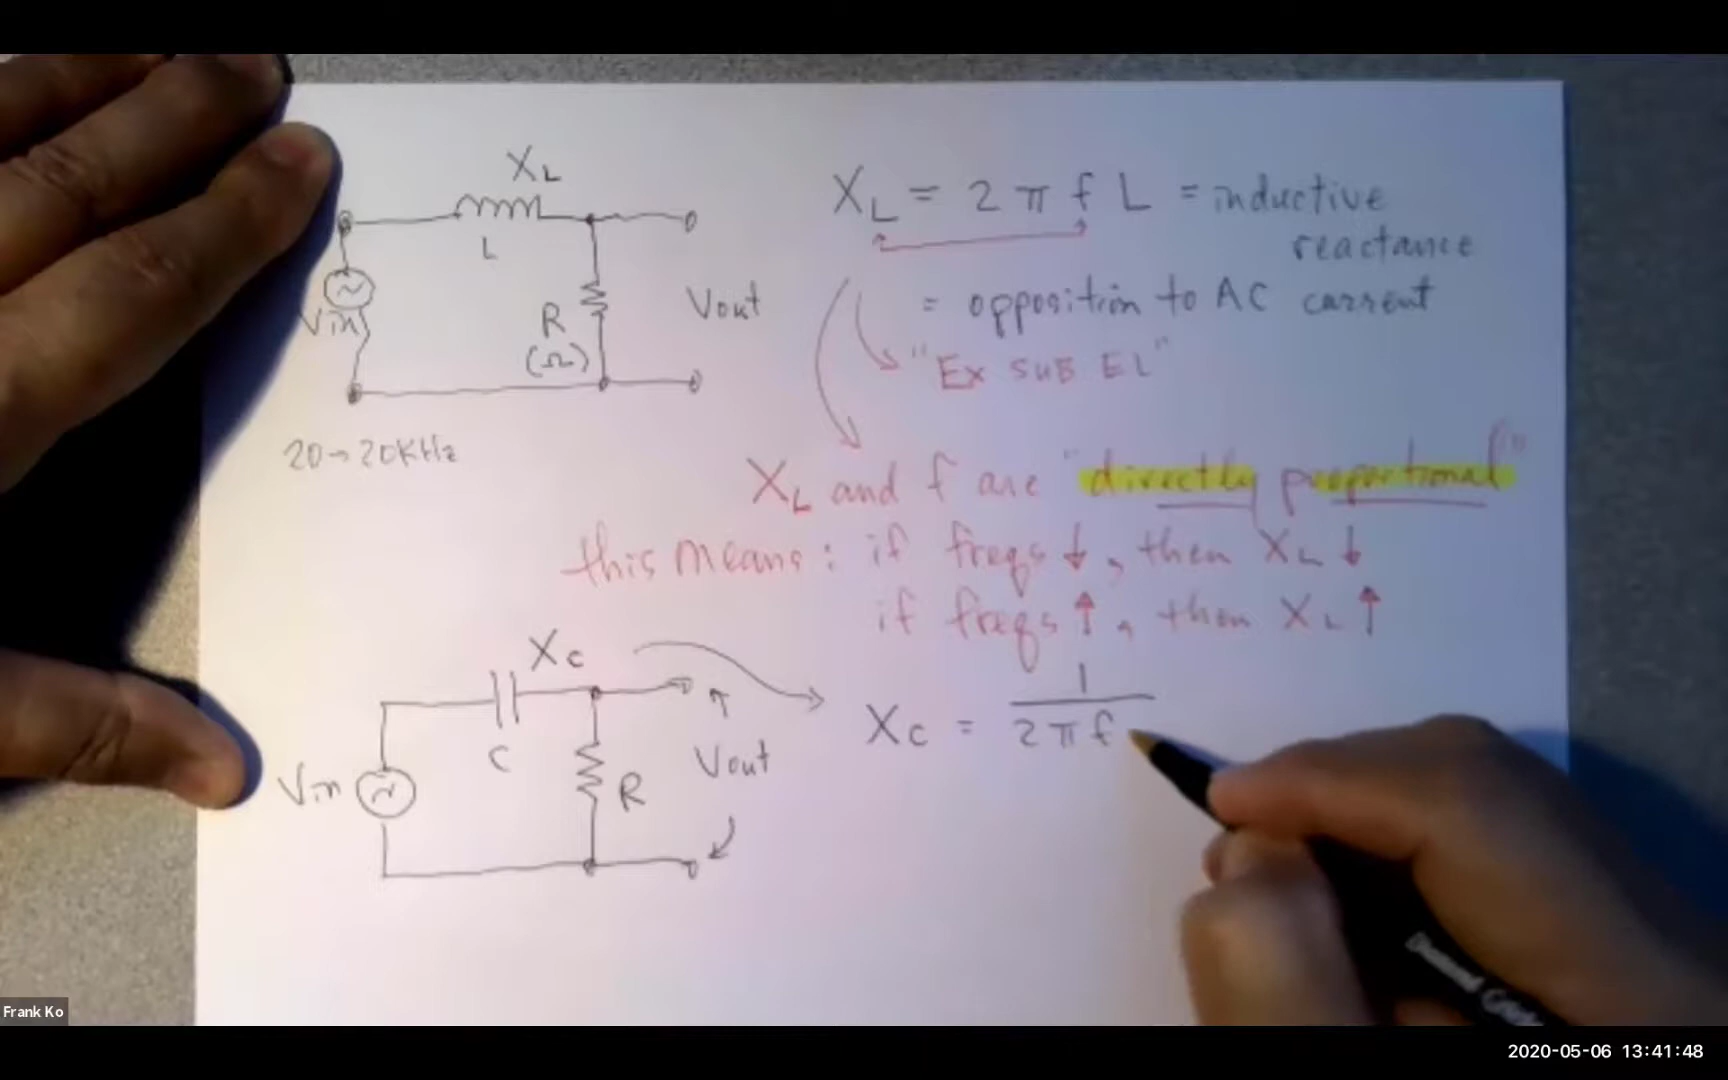 XL
L
Vin
R
(Ω)
Vout
20→20KHz
XL = 2πfL = inductive
reactance
= opposition to AC current
"Ex SUB EL"
XL and f are "directly proportional"
this means: if freqs ↓, then XL ↓
if freqs ↑, then XL ↑
Xc
C
Vin
R
Vout
Xc = 1
2πf
Frank Ko
2020-05-06 13:41:48